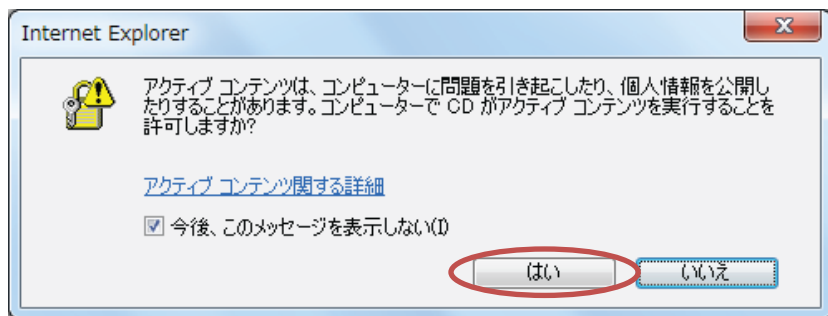 Internet Explorer
アクティブ コンテンツは、コンピューターに問題を引き起こしたり、個人情報を公開し
たりすることがあります。コンピューターで CD がアクティブ コンテンツを実行することを
許可しますか?
アクティブ コンテンツ関する詳細
今後、このメッセージを表示しない(I)
はい
いいえ